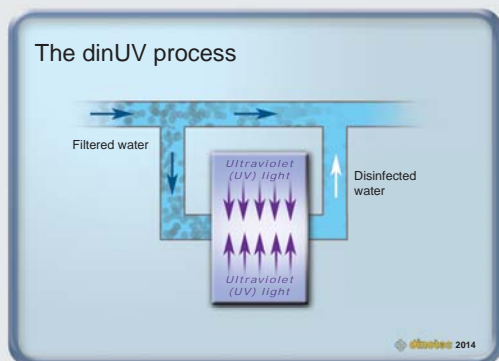 The dinUV process
Filtered water
Ultraviolet
(UV) light
Disinfected
water
Ultraviolet
(UV) light
dinotec 2014